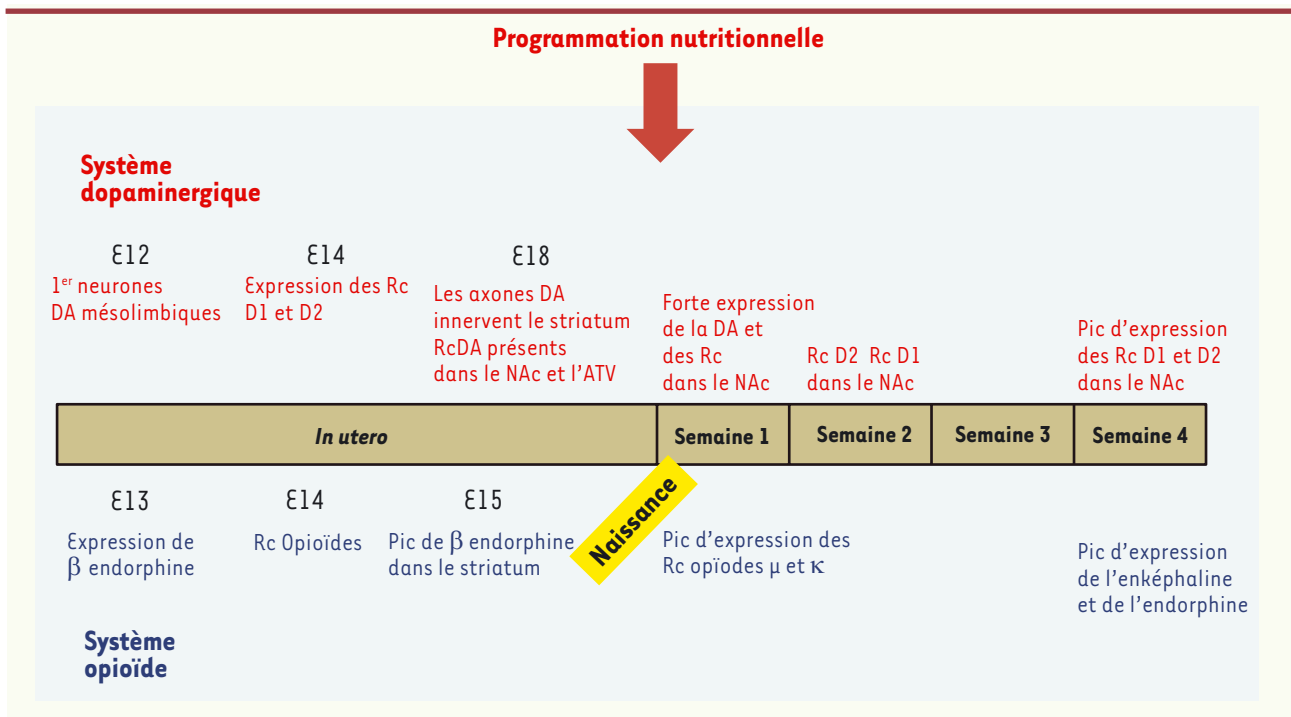 Programmation nutritionnelle
Système
dopaminergique
E12
1er neurones
DA mésolimbiques
E14
Expression des Rc
D1 et D2
E18
Les axones DA
innervent le striatum
RcDA présents
dans le NAc et l'ATV
Forte expression
de la DA et
des Rc
dans le NAc
Rc D2 Rc D1
dans le NAc
Pic d'expression
des Rc D1 et D2
dans le NAc
In utero
Semaine 1
Semaine 2
Semaine 3
Semaine 4
Naissance
E13
Expression de
β endorphine
E14
Rc Opioïdes
E15
Pic de β endorphine
dans le striatum
Pic d'expression des
Rc opïodes μ et κ
Pic d'expression
de l'enképhaline
et de l'endorphine
Système
opioïde